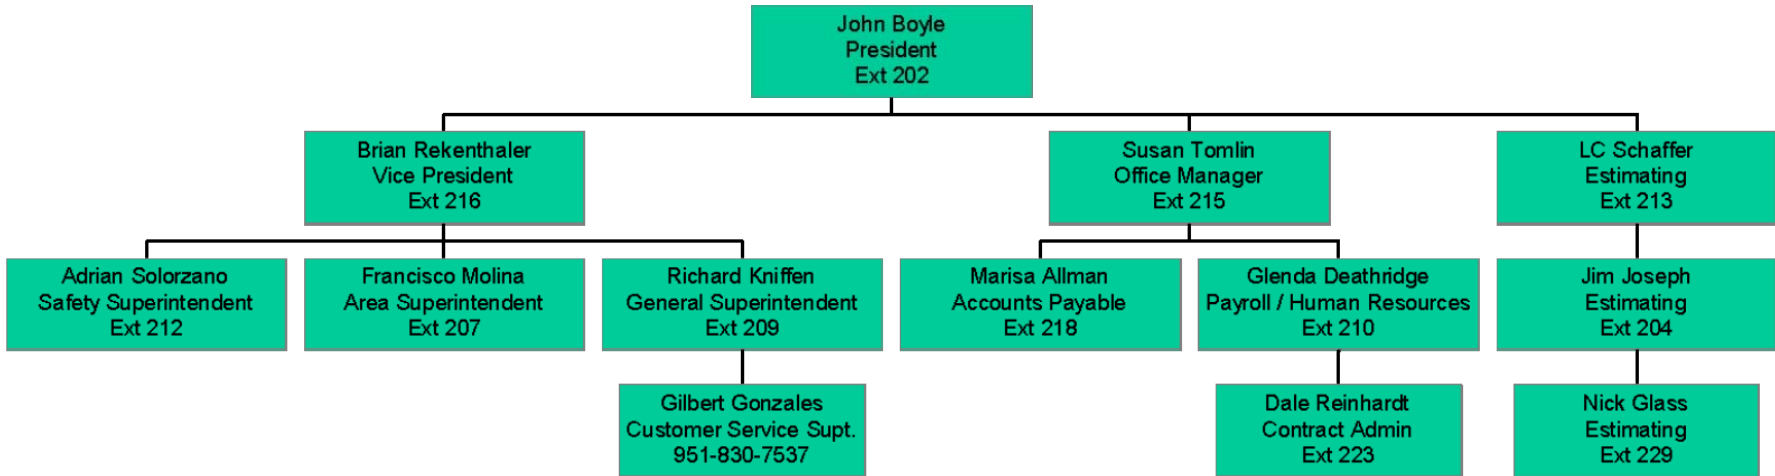 John Boyle
President
Ext 202
Brian Rekenthaler
Vice President
Ext 216
Susan Tomlin
Office Manager
Ext 215
LC Schaffer
Estimating
Ext 213
Adrian Solorzano
Safety Superintendent
Ext 212
Francisco Molina
Area Superintendent
Ext 207
Richard Kniffen
General Superintendent
Ext 209
Marisa Allman
Accounts Payable
Ext 218
Glenda Deathridge
Payroll / Human Resources
Ext 210
Jim Joseph
Estimating
Ext 204
Gilbert Gonzales
Customer Service Supt.
951-830-7537
Dale Reinhardt
Contract Admin
Ext 223
Nick Glass
Estimating
Ext 229